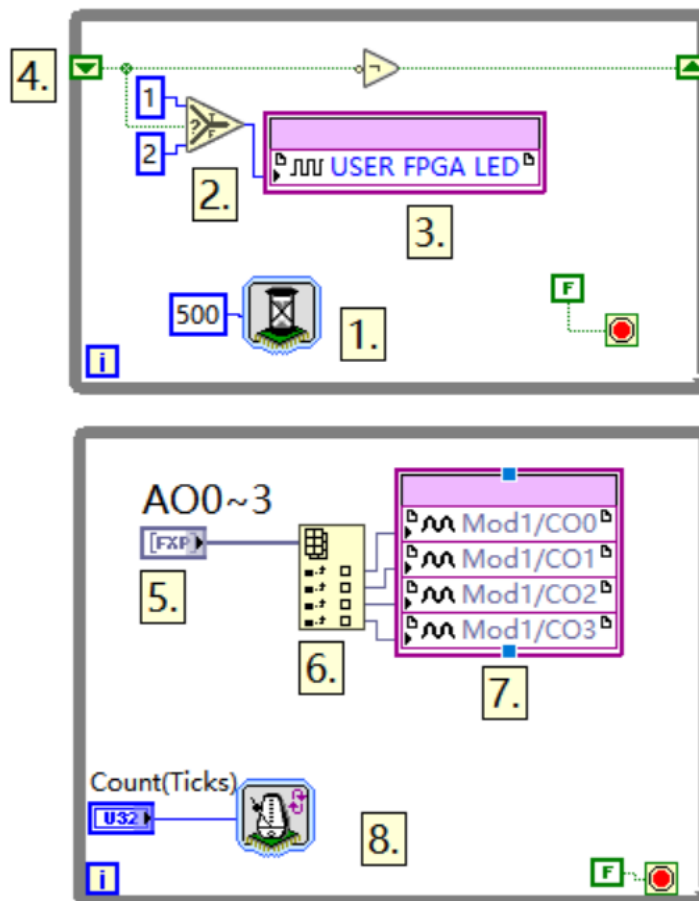 4.
1
?
T
F
2
2.
USER FPGA LED
3.
500
1.
F
i
AO0~3
[FXP]
5.
Mod1/CO0
Mod1/CO1
Mod1/CO2
Mod1/CO3
6.
7.
Count(Ticks)
U32
8.
i
F